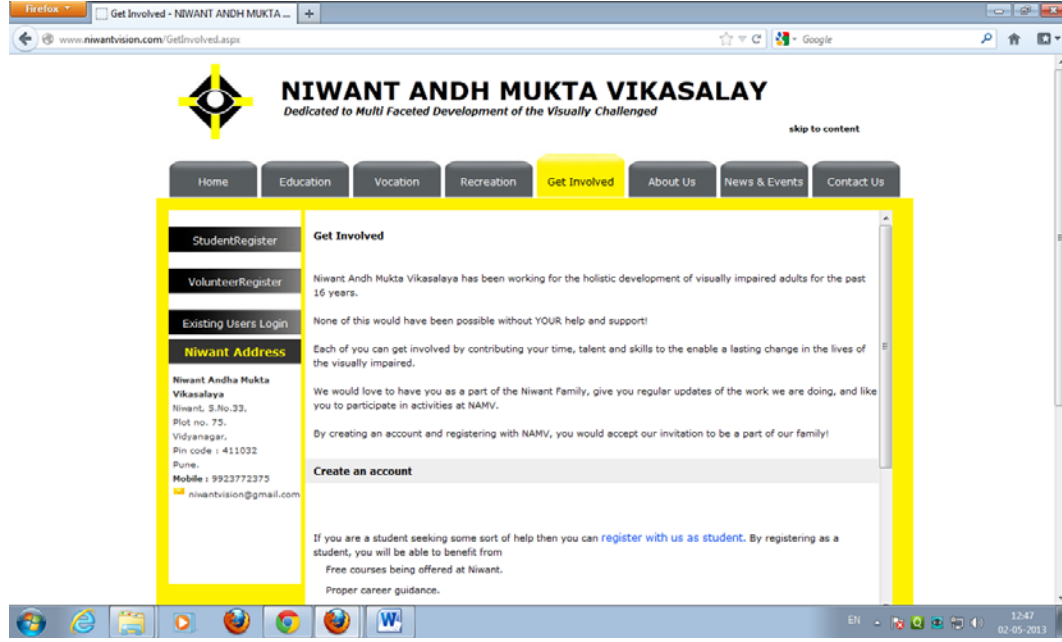 Firefox
Get Involved - NIWANT ANDH MUKTA ...
www.niwantvision.com/GetInvolved.aspx
Google
NIWANT ANDH MUKTA VIKASALAY
Dedicated to Multi Faceted Development of the Visually Challenged
skip to content
Home
Education
Vocation
Recreation
Get Involved
About Us
News & Events
Contact Us
StudentRegister
VolunteerRegister
Existing Users Login
Niwant Address
Niwant Andha Mukta
Vikasalaya
Niwant, S.No.33,
Plot no. 75,
Vidyanagar,
Pin code : 411032
Pune.
Mobile : 9923772375
niwantvision@gmail.com
Get Involved
Niwant Andh Mukta Vikasalaya has been working for the holistic development of visually impaired adults for the past
16 years.
None of this would have been possible without YOUR help and support!
Each of you can get involved by contributing your time, talent and skills to the enable a lasting change in the lives of
the visually impaired.
We would love to have you as a part of the Niwant Family, give you regular updates of the work we are doing, and like
you to participate in activities at NAMV.
By creating an account and registering with NAMV, you would accept our invitation to be a part of our family!
Create an account
If you are a student seeking some sort of help then you can register with us as student. By registering as a
student, you will be able to benefit from
Free courses being offered at Niwant.
Proper career guidance.
EN
12:47
02-05-2013